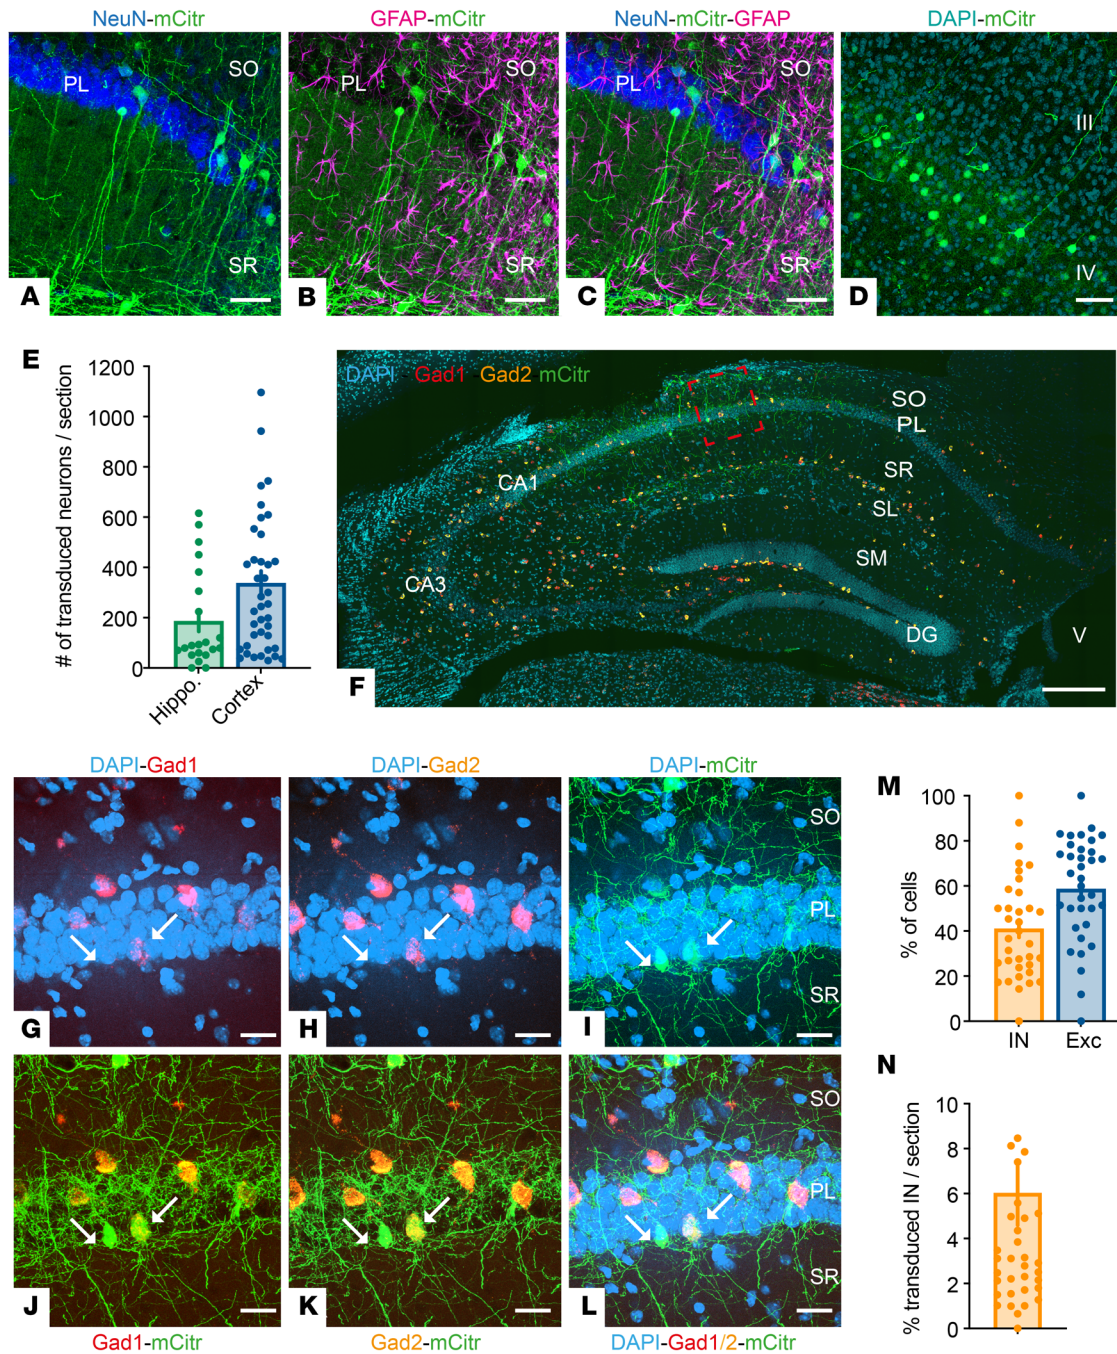 NeuN-mCitr
GFAP-mCitr
NeuN-mCitr-GFAP
DAPI-mCitr
PL
SO
SR
A
PL
SO
SR
B
PL
SO
SR
C
III
IV
D
E
# of transduced neurons / section
1200
1000
800
600
400
200
0
Hippo.
Cortex
DAPI Gad1 Gad2 mCitr
SO
PL
SR
CA1
SL
SM
CA3
DG
V
F
DAPI-Gad1
DAPI-Gad2
DAPI-mCitr
G
H
SO
PL
SR
I
M
% of cells
100
80
60
40
20
0
IN
Exc
J
K
SO
PL
SR
L
Gad1-mCitr
Gad2-mCitr
DAPI-Gad1/2-mCitr
N
% transduced IN / section
10
8
6
4
2
0